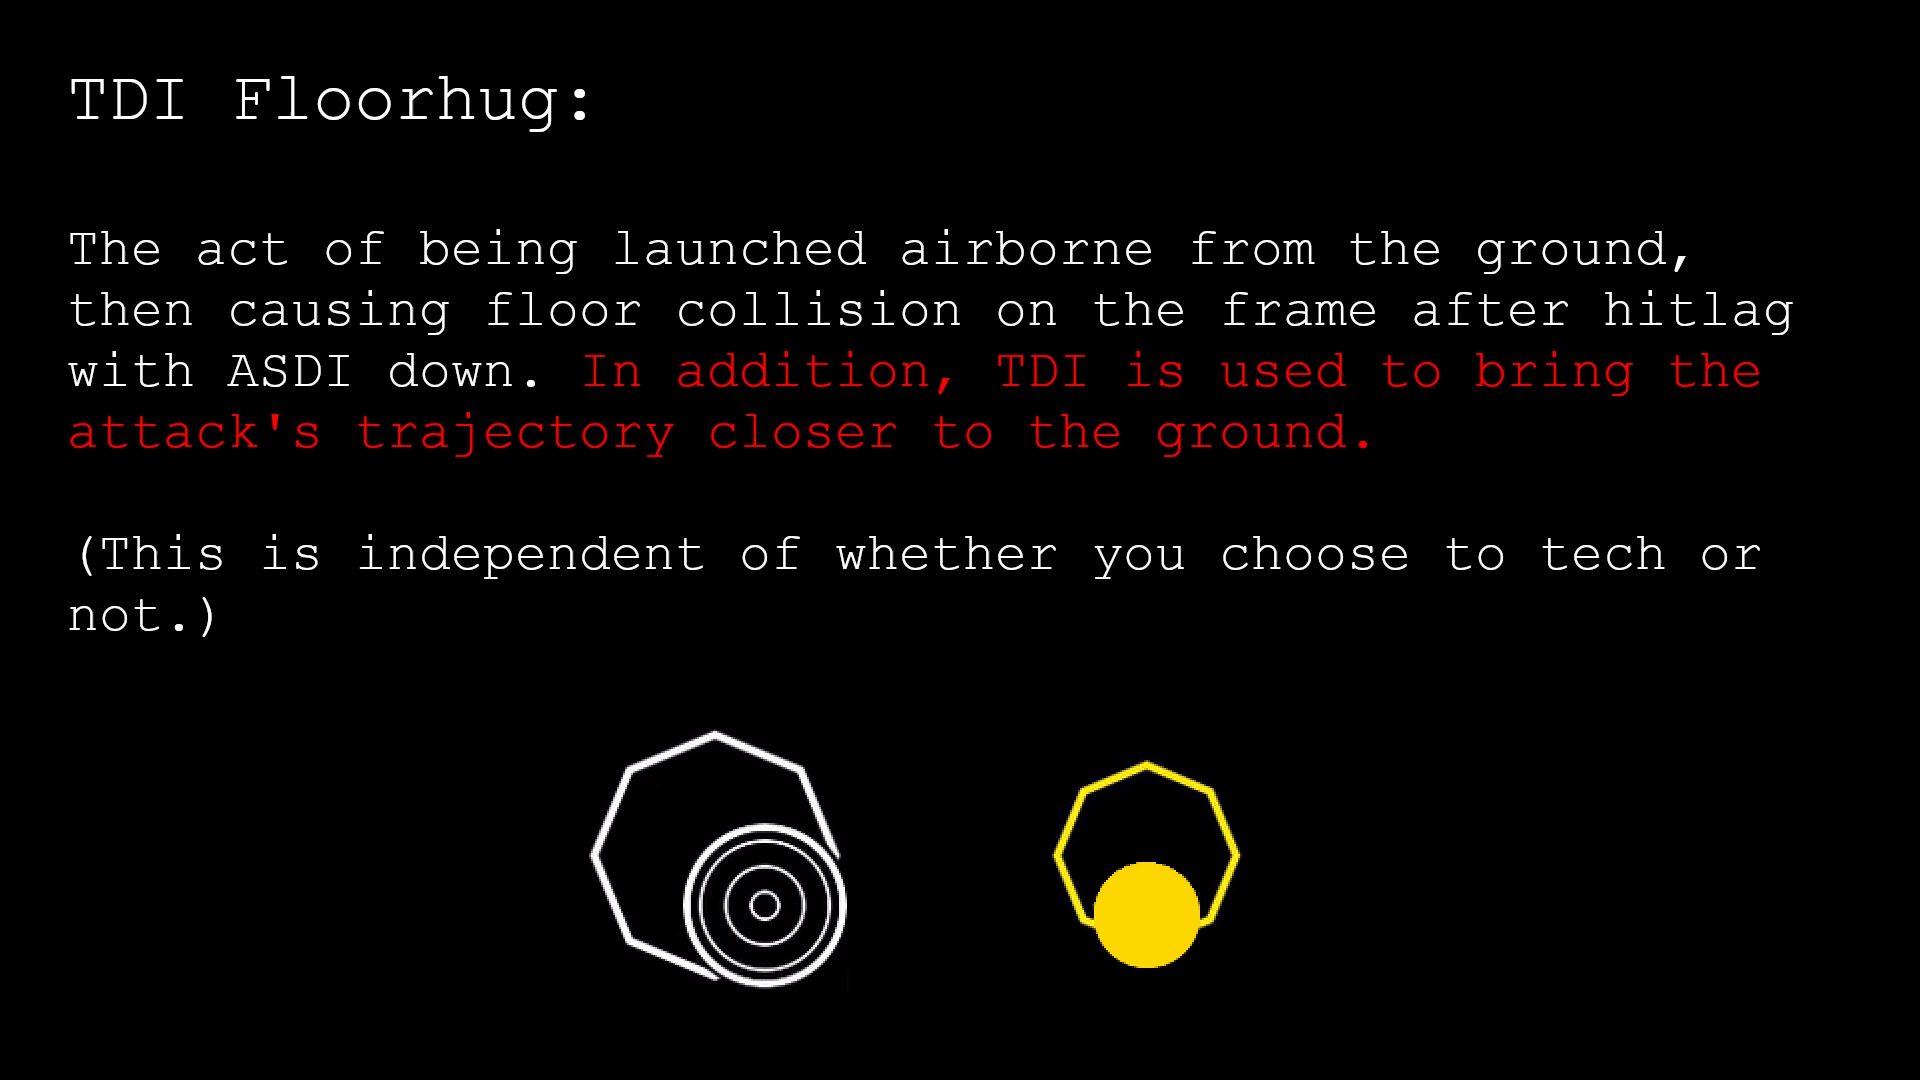 TDI Floorhug:
The act of being launched airborne from the ground,
then causing floor collision on the frame after hitlag
with ASDI down. In addition, TDI is used to bring the
attack's trajectory closer to the ground.
(This is independent of whether you choose to tech or
not.)